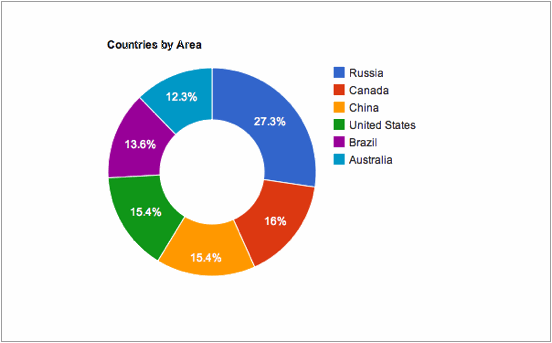 Countries by Area
Russia
Canada
China
United States
Brazil
Australia
27.3%
16%
15.4%
15.4%
13.6%
12.3%